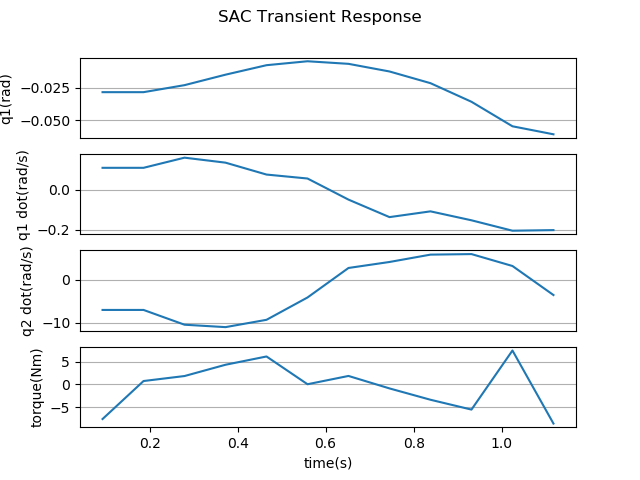 SAC Transient Response
q1(rad)
−0.025
−0.050
q1 dot(rad/s)
0.0
−0.2
q2 dot(rad/s)
0
−10
torque(Nm)
5
0
−5
0.2 0.4 0.6 0.8 1.0
time(s)